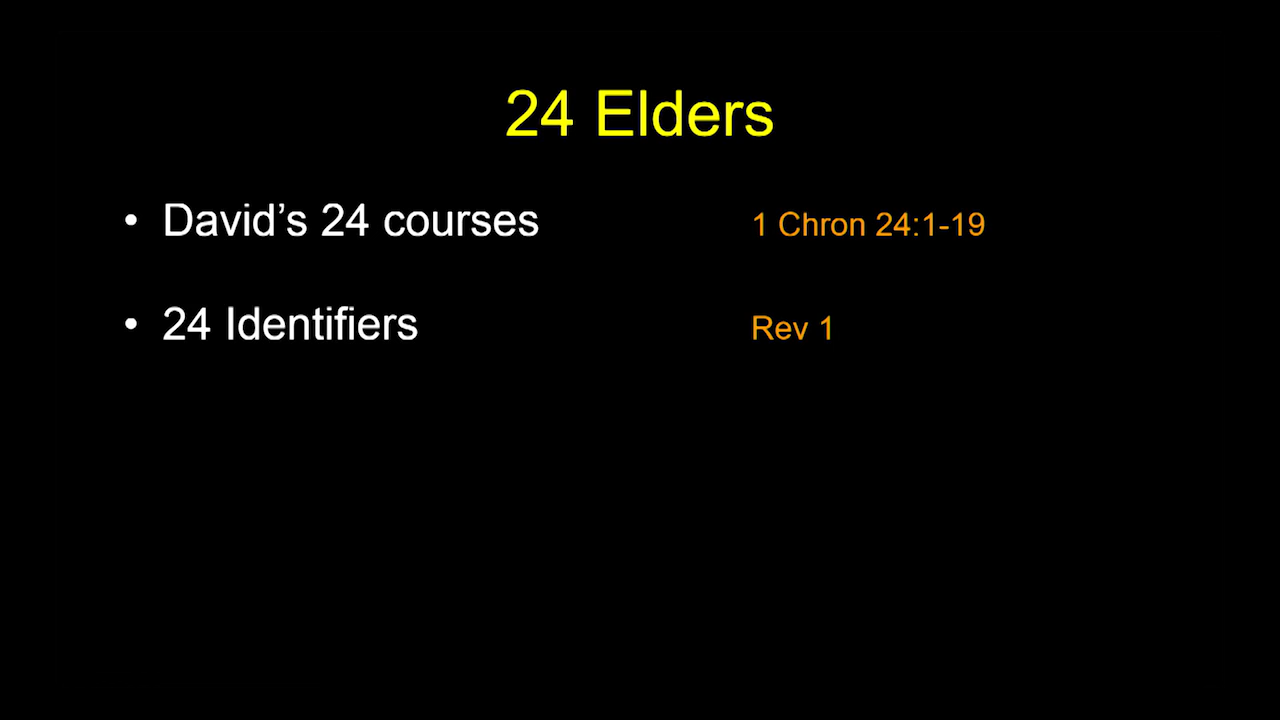 24 Elders
• David’s 24 courses 1 Chron 24:1-19
• 24 Identifiers Rev 1